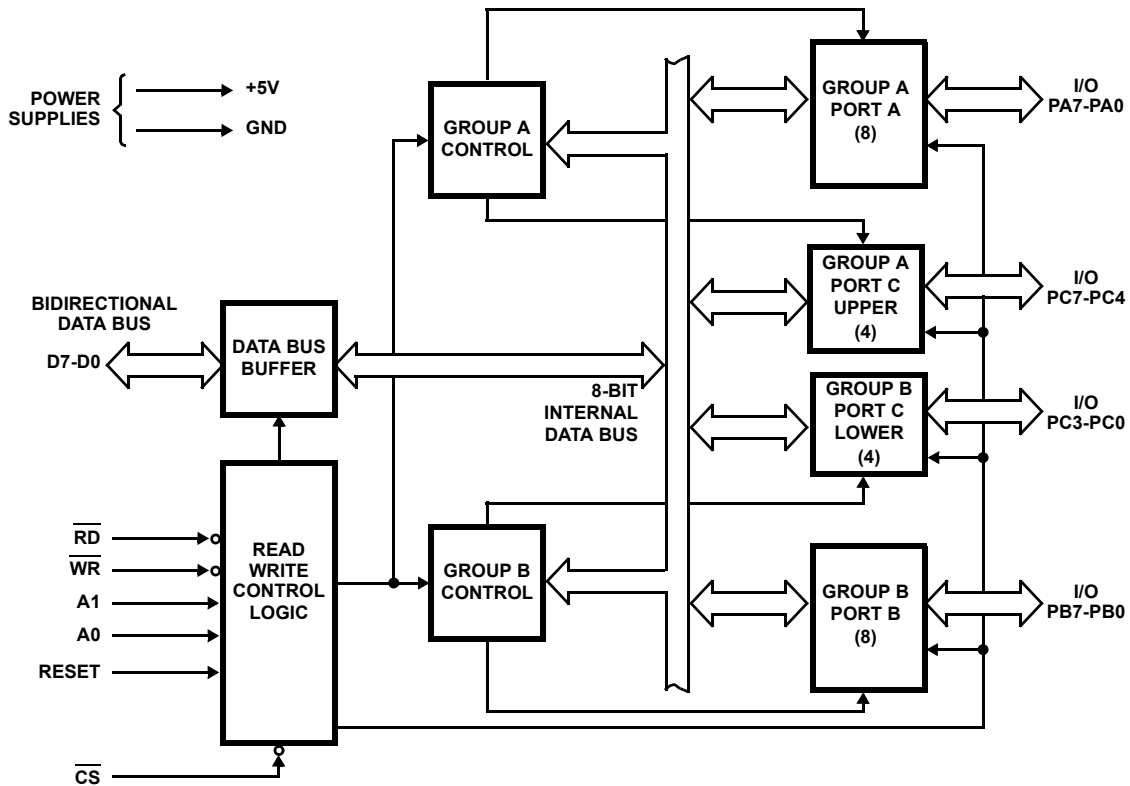 POWER
SUPPLIES
+5V
GND
GROUP A
CONTROL
GROUP A
PORT A
(8)
I/O
PA7-PA0
GROUP A
PORT C
UPPER
(4)
I/O
PC7-PC4
BIDIRECTIONAL
DATA BUS
D7-D0
DATA BUS
BUFFER
8-BIT
INTERNAL
DATA BUS
GROUP B
PORT C
LOWER
(4)
I/O
PC3-PC0
RD
WR
A1
A0
RESET
CS
READ
WRITE
CONTROL
LOGIC
GROUP B
CONTROL
GROUP B
PORT B
(8)
I/O
PB7-PB0